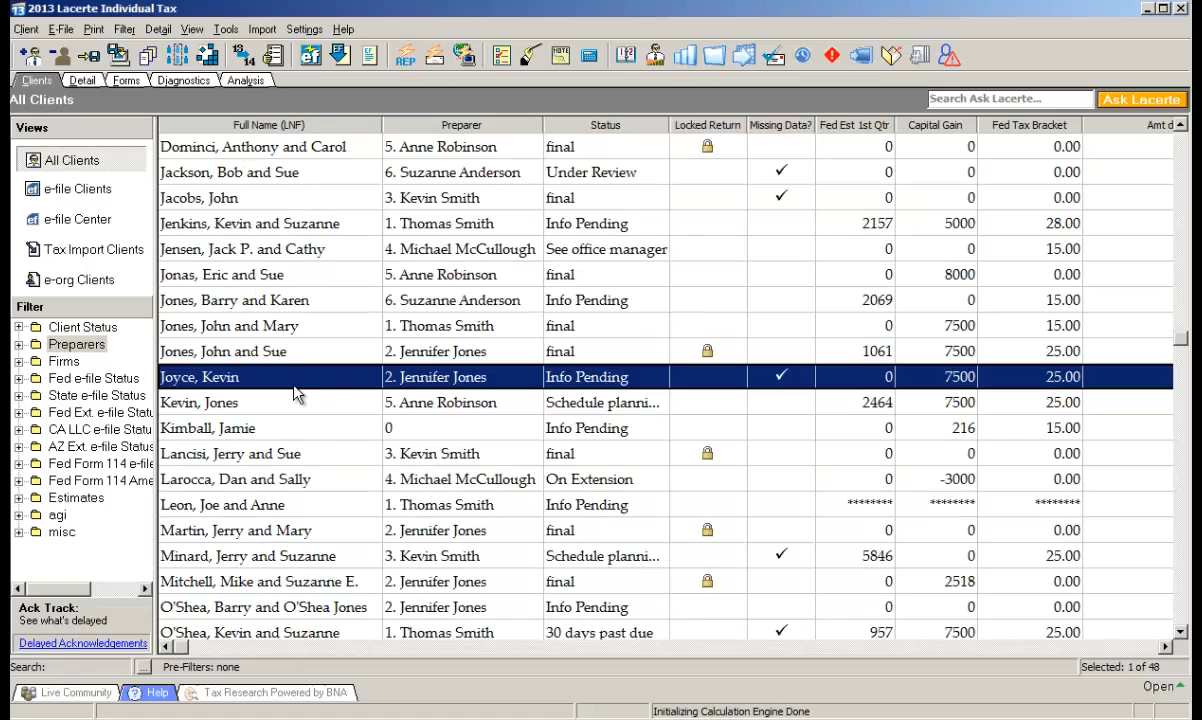 2013 Lacerte Individual Tax
Client E-File Print Filter Detail View Tools Import Settings Help
Clients Detail Forms Diagnostics Analysis
All Clients Search Ask Lacerte... Ask Lacerte
Views
All Clients
e-file Clients
e-file Center
Tax Import Clients
e-org Clients
Filter
Client Status
Preparers
Firms
Fed e-file Status
State e-file Status
Fed Ext. e-file Statu
CA LLC e-file Statu
AZ Ext. e-file Status
Fed Form 114 e-file
Fed Form 114 Ame
Estimates
agi
misc
Ack Track:
See what's delayed
Delayed Acknowledgements
Full Name (LNF) Preparer Status Locked Return Missing Data? Fed Est 1st Qtr Capital Gain Fed Tax Bracket Amt d
Dominci, Anthony and Carol 5. Anne Robinson final 0 0 0.00
Jackson, Bob and Sue 6. Suzanne Anderson Under Review ✓ 0 0 0.00
Jacobs, John 3. Kevin Smith final ✓ 0 0 0.00
Jenkins, Kevin and Suzanne 1. Thomas Smith Info Pending 2157 5000 28.00
Jensen, Jack P. and Cathy 4. Michael McCullough See office manager 0 0 15.00
Jonas, Eric and Sue 5. Anne Robinson final 0 8000 0.00
Jones, Barry and Karen 6. Suzanne Anderson Info Pending 2069 0 15.00
Jones, John and Mary 1. Thomas Smith final 0 7500 15.00
Jones, John and Sue 2. Jennifer Jones final 1061 7500 25.00
Joyce, Kevin 2. Jennifer Jones Info Pending ✓ 0 7500 25.00
Kevin, Jones 5. Anne Robinson Schedule planni... 2464 7500 25.00
Kimball, Jamie 0 Info Pending 0 216 15.00
Lancisi, Jerry and Sue 3. Kevin Smith final 0 0 0.00
Larocca, Dan and Sally 4. Michael McCullough On Extension 0 -3000 0.00
Leon, Joe and Anne 1. Thomas Smith Info Pending ******** ******** ********
Martin, Jerry and Mary 2. Jennifer Jones final 0 0 0.00
Minard, Jerry and Suzanne 3. Kevin Smith Schedule planni... ✓ 5846 0 25.00
Mitchell, Mike and Suzanne E. 2. Jennifer Jones final 0 2518 0.00
O'Shea, Barry and O'Shea Jones 2. Jennifer Jones Info Pending 0 0 0.00
O'Shea, Kevin and Suzanne 1. Thomas Smith 30 days past due ✓ 957 7500 25.00
Search: ... Pre-Filters: none Selected: 1 of 48
Live Community Help Tax Research Powered by BNA Open
Initializing Calculation Engine Done